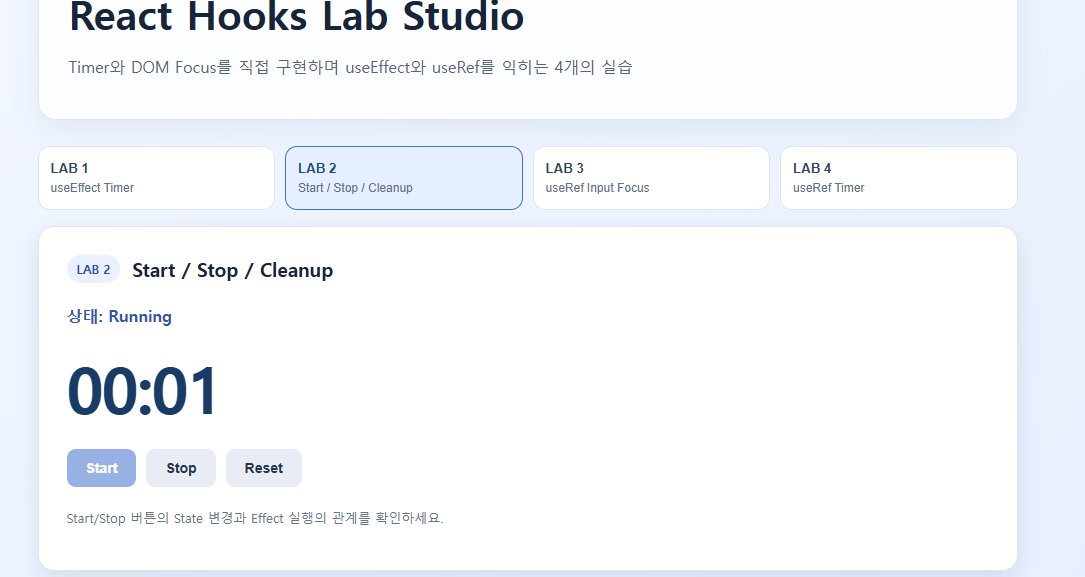 React Hooks Lab Studio
Timer와 DOM Focus를 직접 구현하며 useEffect와 useRef를 익히는 4개의 실습
LAB 1
useEffect Timer
LAB 2
Start / Stop / Cleanup
LAB 3
useRef Input Focus
LAB 4
useRef Timer
LAB 2 Start / Stop / Cleanup
상태: Running
00:01
Start Stop Reset
Start/Stop 버튼의 State 변경과 Effect 실행의 관계를 확인하세요.